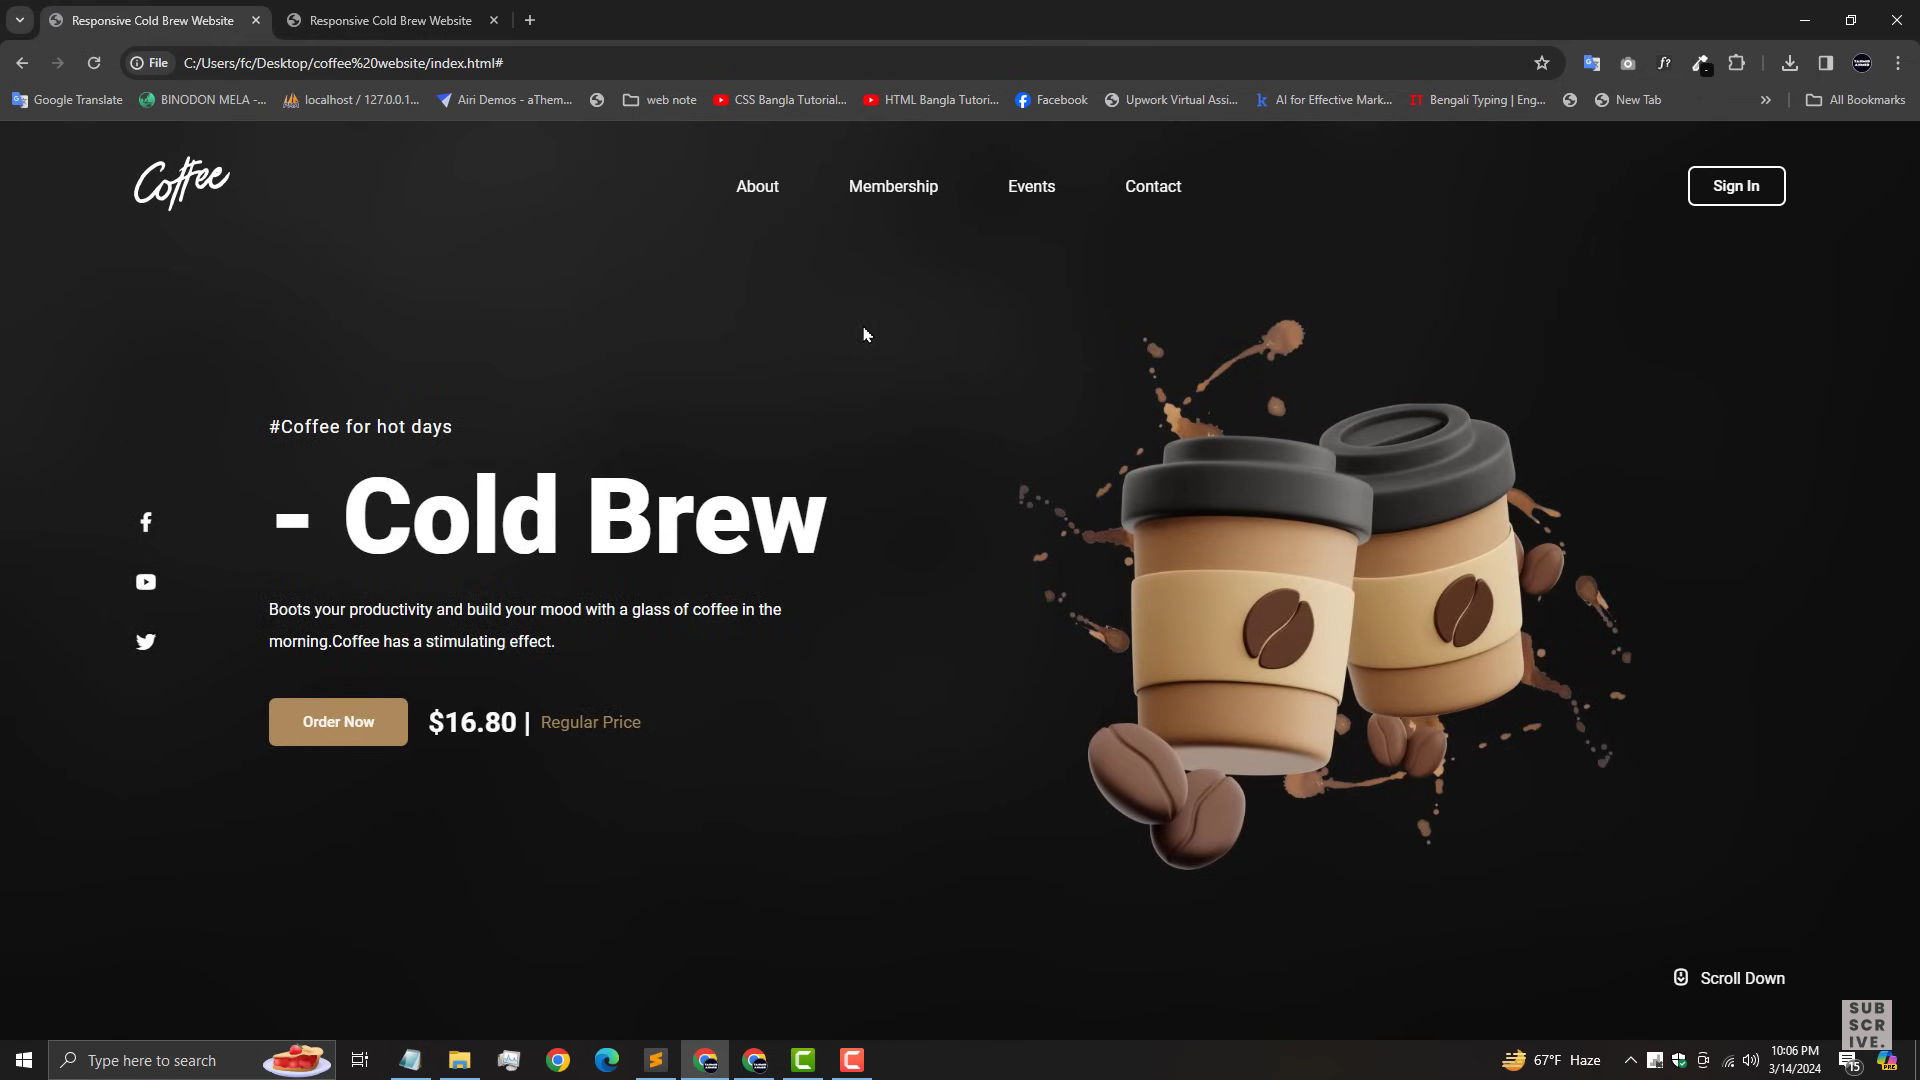 Responsive Cold Brew Website
Responsive Cold Brew Website
File
C:/Users/fc/Desktop/coffee%20website/index.html#
Google Translate
BINODON MELA -...
localhost / 127.0.0.1...
Airi Demos - aThem...
web note
CSS Bangla Tutorial...
HTML Bangla Tutori...
Facebook
Upwork Virtual Assi...
AI for Effective Mark...
Bengali Typing | Eng...
New Tab
All Bookmarks
Coffee
About
Membership
Events
Contact
Sign In
#Coffee for hot days
- Cold Brew
Boots your productivity and build your mood with a glass of coffee in the
morning.Coffee has a stimulating effect.
Order Now
$16.80 | Regular Price
Scroll Down
SUB
SCR
IVE.
Type here to search
67°F Haze
10:06 PM
3/14/2024
15